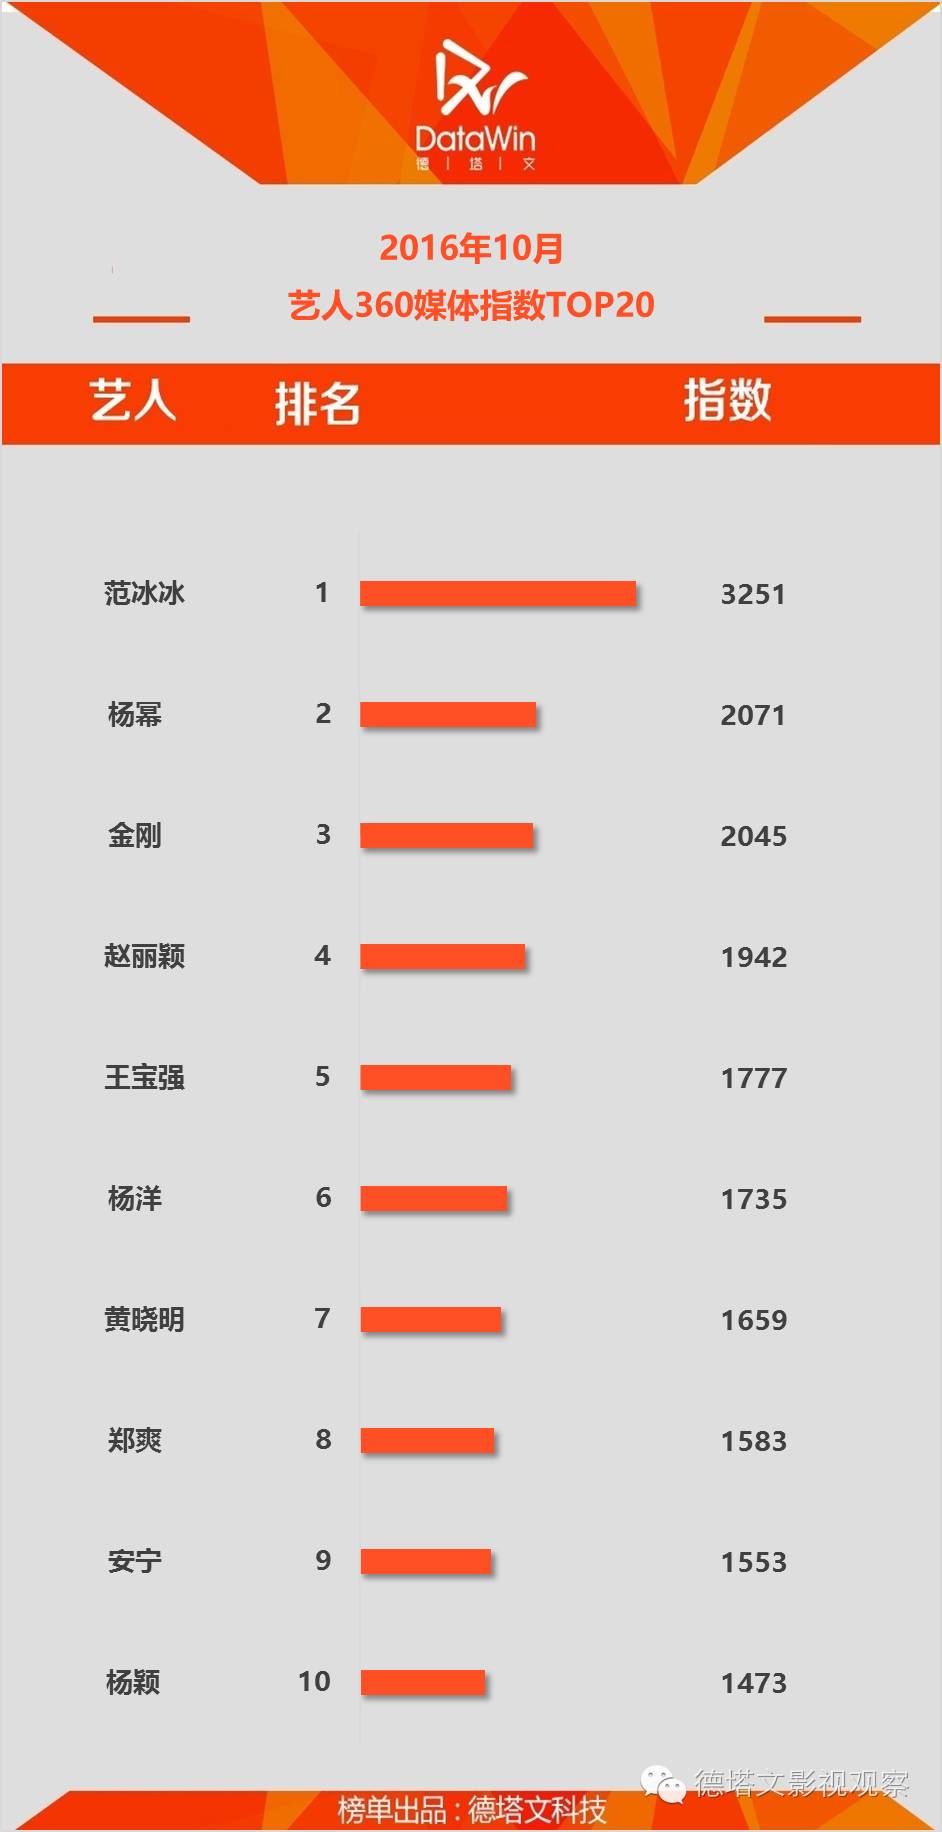 DataWin
德 | 塔 | 文
2016年10月
艺人360媒体指数TOP20
艺人 排名 指数
范冰冰 1 3251
杨幂 2 2071
金刚 3 2045
赵丽颖 4 1942
王宝强 5 1777
杨洋 6 1735
黄晓明 7 1659
郑爽 8 1583
安宁 9 1553
杨颖 10 1473
德塔文影视观察
榜单出品：德塔文科技